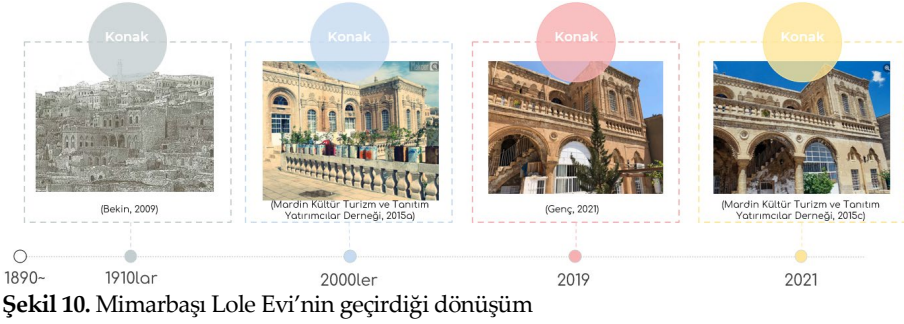 Konak
Konak
Konak
Konak
(Bekin, 2009)
(Mardin Kültür Turizm ve Tanıtım
Yatırımcılar Derneği, 2015a)
(Genç, 2021)
(Mardin Kültür Turizm ve Tanıtım
Yatırımcılar Derneği, 2015c)
1890~
1910lar
2000ler
2019
2021
Şekil 10. Mimarbaşı Lole Evi’nin geçirdiği dönüşüm